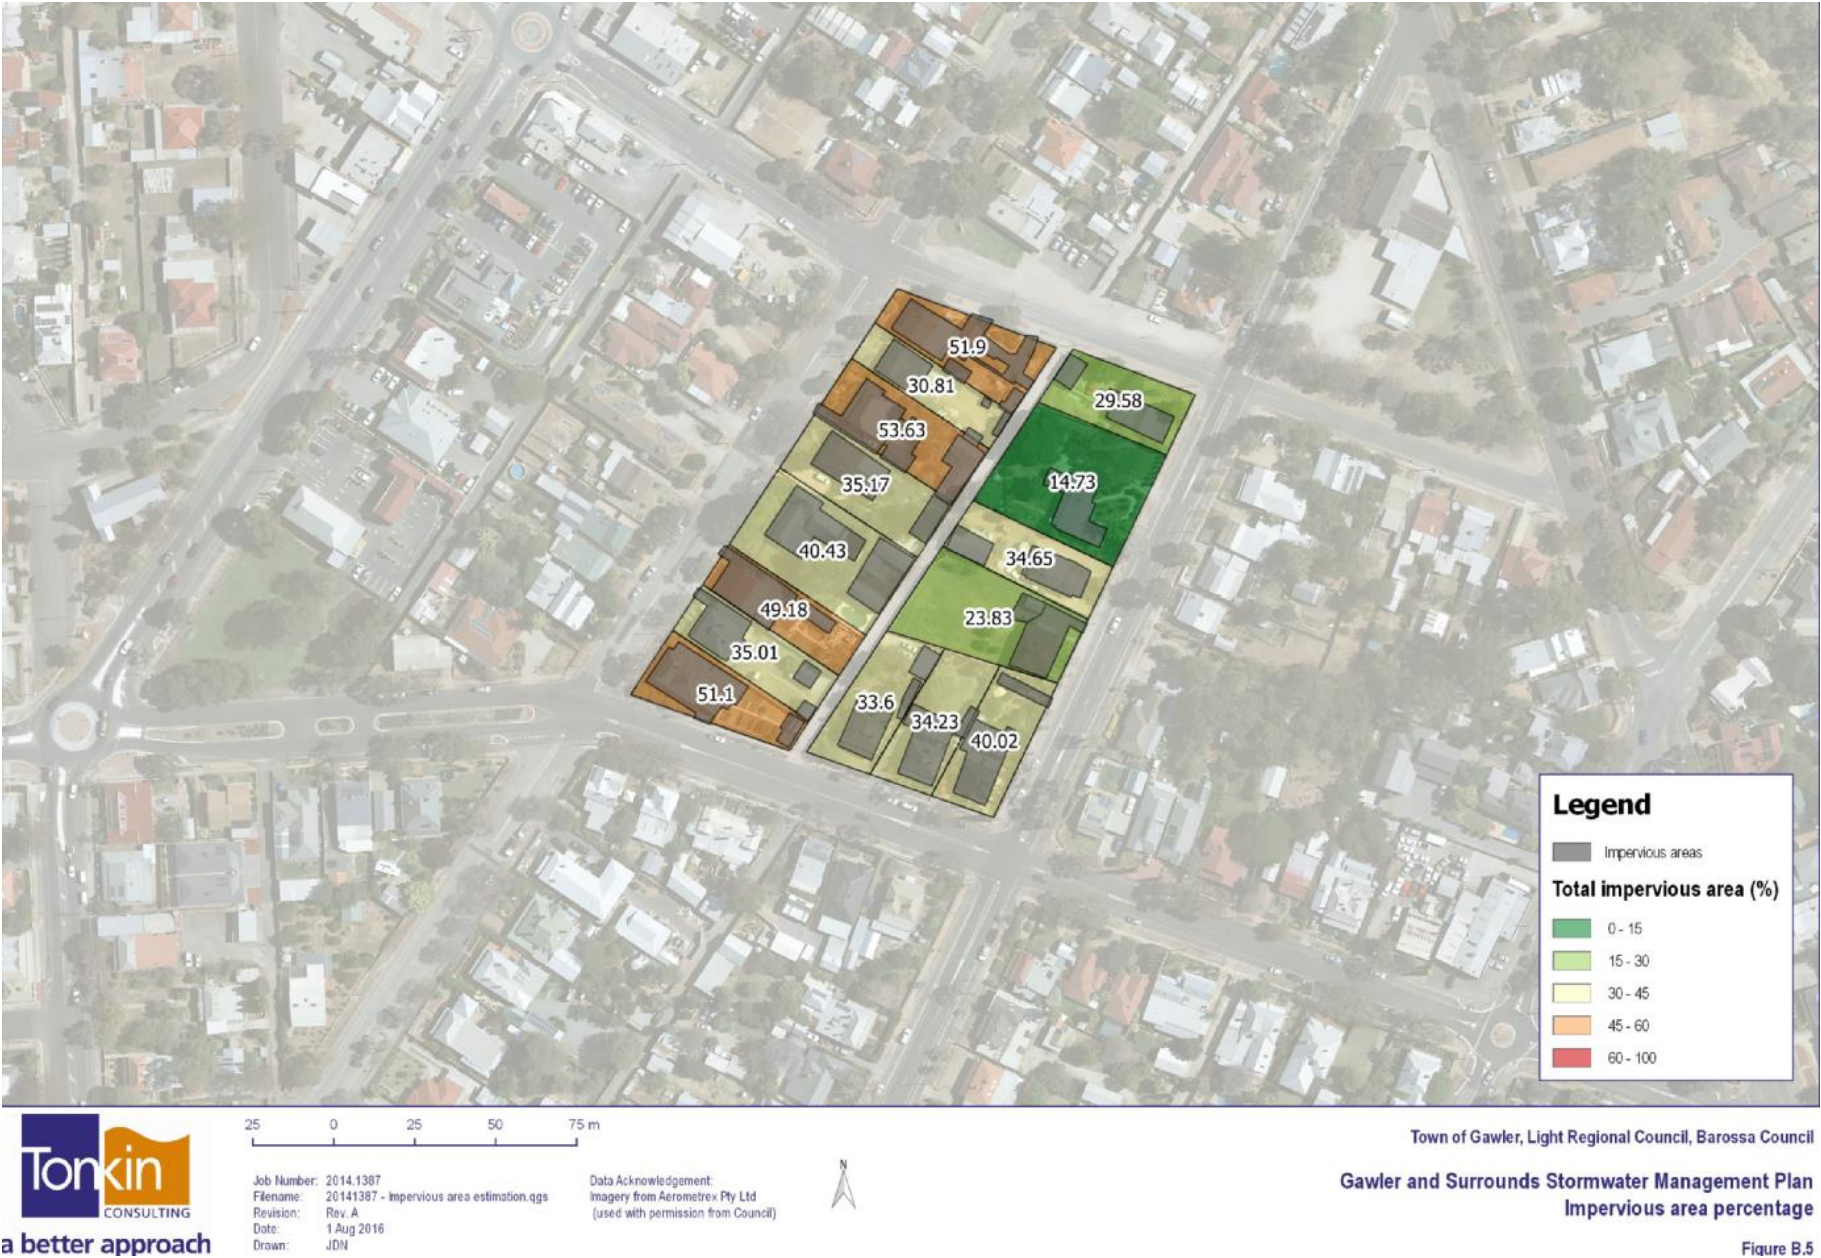 51.9
30.81
29.58
53.63
14.73
35.17
40.43
34.65
49.18
23.83
35.01
51.1
33.6
34.23
40.02
Legend
Impervious areas
Total impervious area (%)
0 - 15
15 - 30
30 - 45
45 - 60
60 - 100
Tonkin
CONSULTING
a better approach
25 0 25 50 75 m
Job Number: 2014.1387
Filename: 20141387 - Impervious area estimation.qgs
Revision: Rev. A
Date: 1 Aug 2016
Drawn: JDN
Data Acknowledgement:
Imagery from Aerometrex Pty Ltd
(used with permission from Council)
N
Town of Gawler, Light Regional Council, Barossa Council
Gawler and Surrounds Stormwater Management Plan
Impervious area percentage
Figure B.5